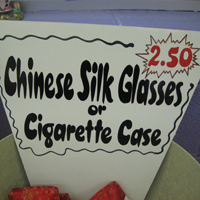 2.50
Chinese Silk Glasses
or
Cigarette Case